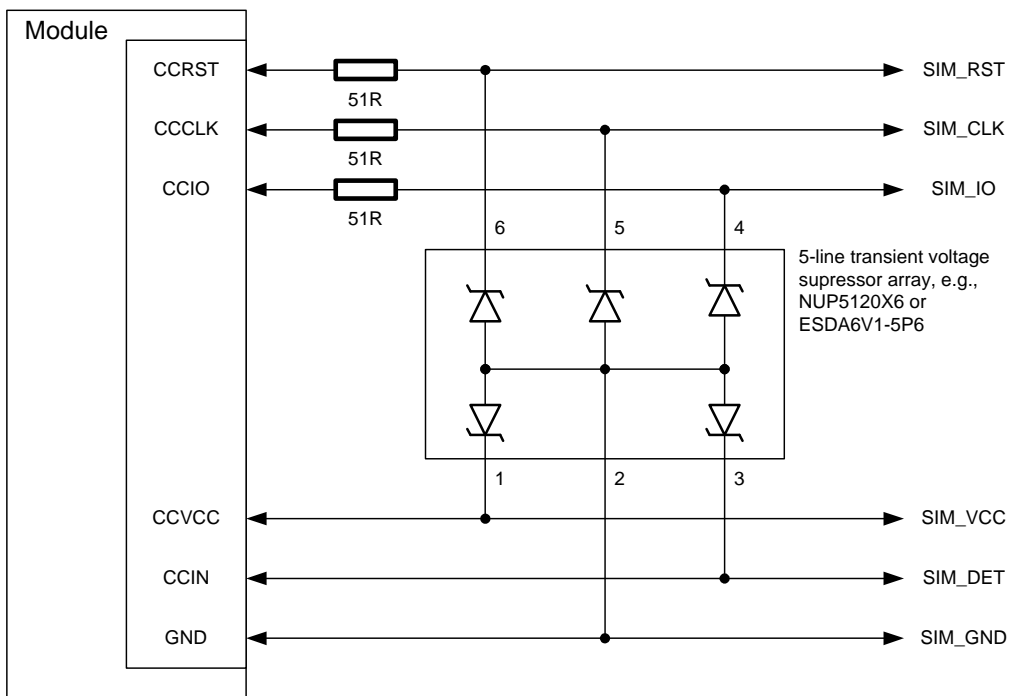 Module
CCRST
51R
SIM_RST
CCCLK
51R
SIM_CLK
CCIO
51R
SIM_IO
6
5
4
5-line transient voltage
supressor array, e.g.,
NUP5120X6 or
ESDA6V1-5P6
1
2
3
CCVCC
SIM_VCC
CCIN
SIM_DET
GND
SIM_GND